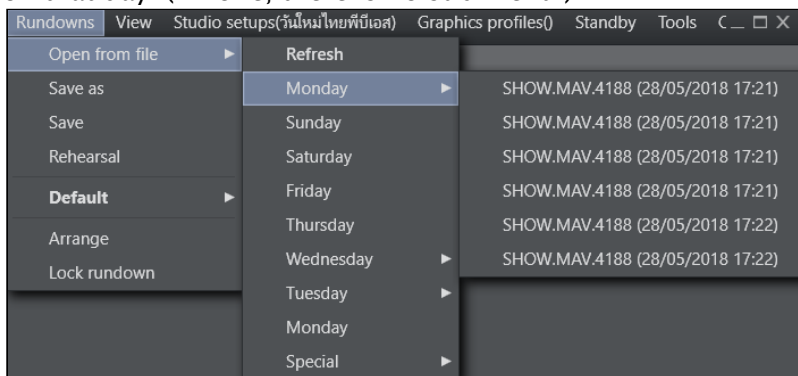 Rundowns View Studio setups(วันใหม่ไทยพีบีเอส) Graphics profiles() Standby Tools
Open from file
Save as
Save
Rehearsal
Default
Arrange
Lock rundown
Refresh
Monday
Sunday
Saturday
Friday
Thursday
Wednesday
Tuesday
Monday
Special
SHOW.MAV.4188 (28/05/2018 17:21)
SHOW.MAV.4188 (28/05/2018 17:21)
SHOW.MAV.4188 (28/05/2018 17:21)
SHOW.MAV.4188 (28/05/2018 17:21)
SHOW.MAV.4188 (28/05/2018 17:22)
SHOW.MAV.4188 (28/05/2018 17:22)